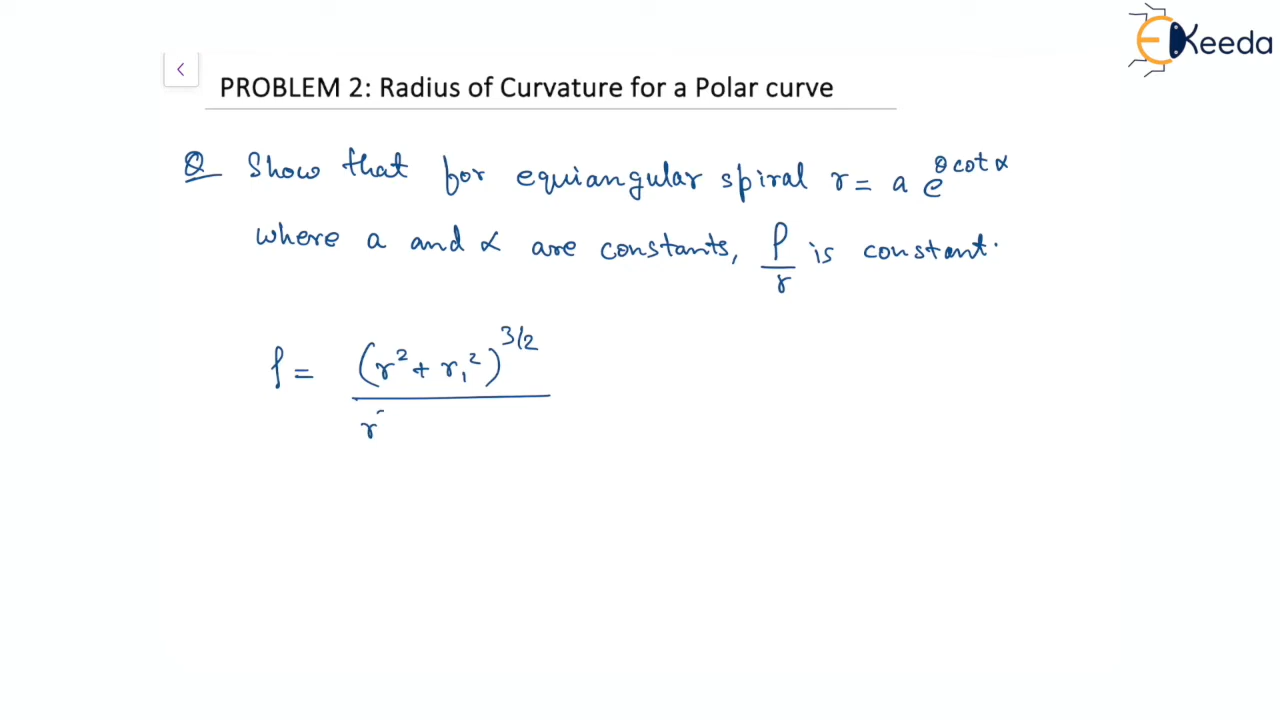 EKeeda
<
PROBLEM 2: Radius of Curvature for a Polar curve
Q Show that for equiangular spiral r = a e^{θ cot α}
where a and α are constants, ρ/r is constant.
ρ = (r² + r₁²)^{3/2}
r